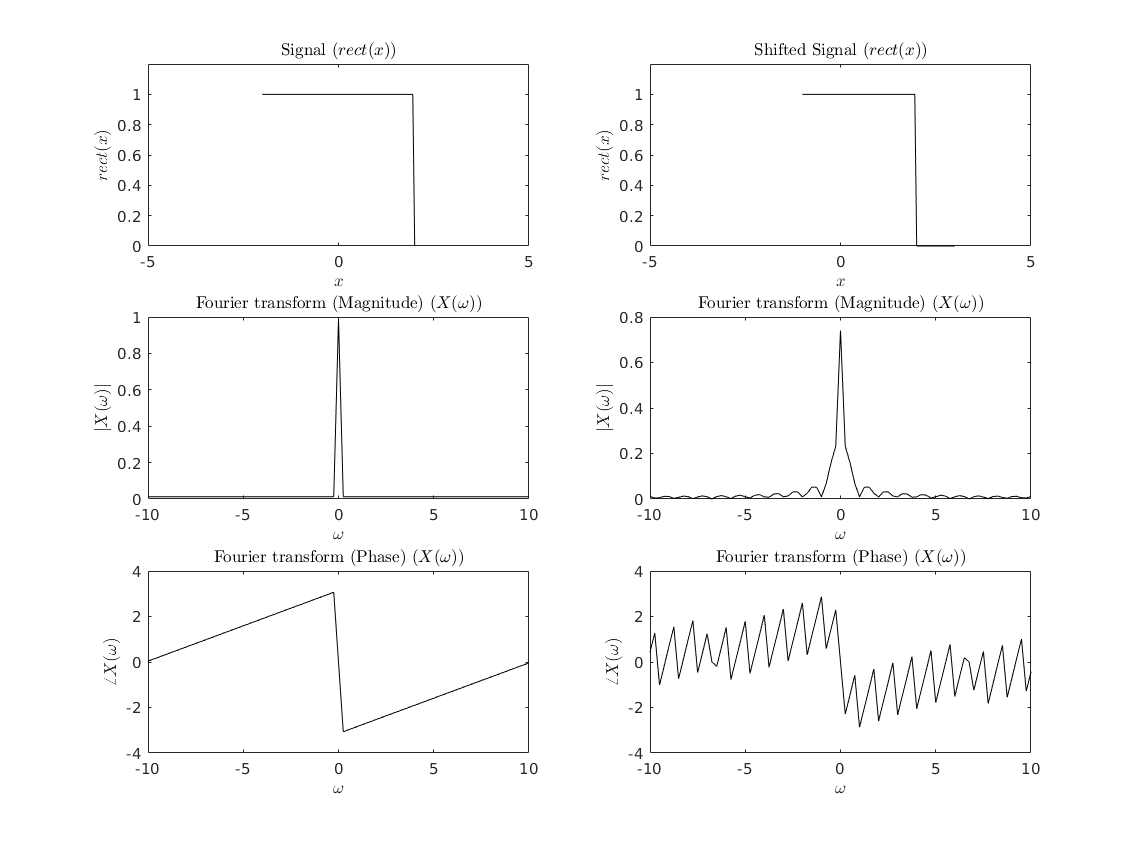 Signal (rect(x))
rect(x)
1
0.8
0.6
0.4
0.2
0
-5 0 5
x
Shifted Signal (rect(x))
rect(x)
1
0.8
0.6
0.4
0.2
0
-5 0 5
x
Fourier transform (Magnitude) (X(ω))
|X(ω)|
1
0.8
0.6
0.4
0.2
0
-10 -5 0 5 10
ω
Fourier transform (Magnitude) (X(ω))
|X(ω)|
0.8
0.6
0.4
0.2
0
-10 -5 0 5 10
ω
Fourier transform (Phase) (X(ω))
∠X(ω)
4
2
0
-2
-4
-10 -5 0 5 10
ω
Fourier transform (Phase) (X(ω))
∠X(ω)
4
2
0
-2
-4
-10 -5 0 5 10
ω